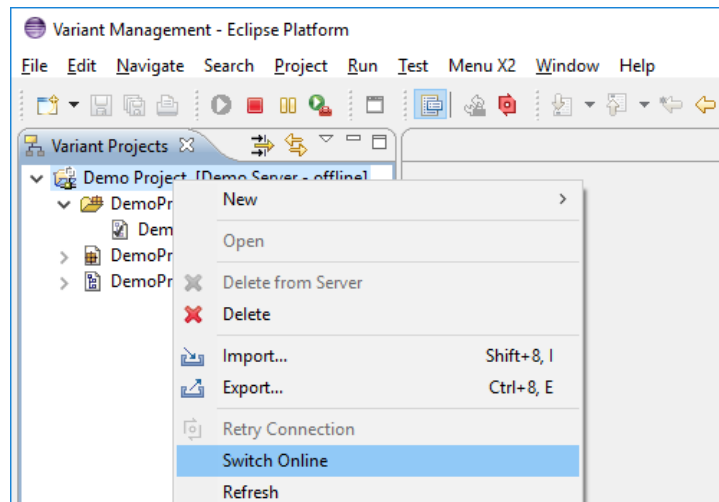 Variant Management - Eclipse Platform
File Edit Navigate Search Project Run Test Menu X2 Window Help
Variant Projects
Demo Project [Demo Server - offline]
DemoPr
Dem
DemoPr
DemoPr
New
Open
Delete from Server
Delete
Import... Shift+8, I
Export... Ctrl+8, E
Retry Connection
Switch Online
Refresh